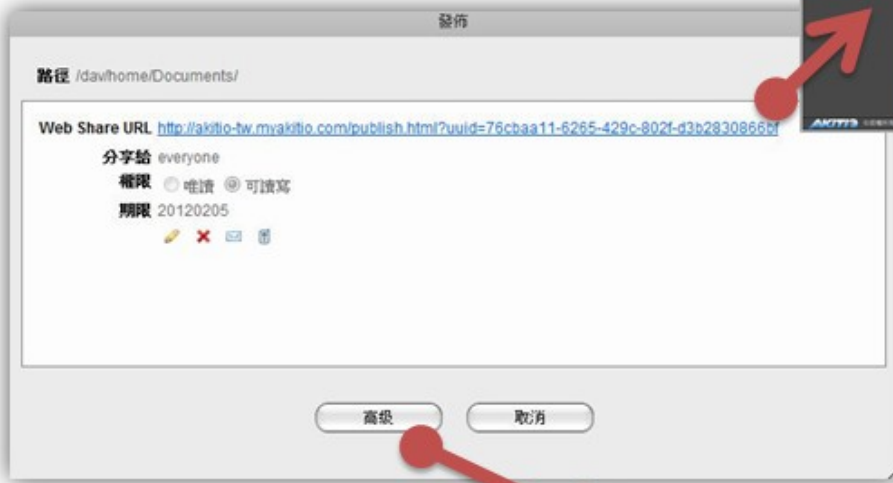 發佈
路徑 /dav/home/Documents/
Web Share URL http://akitio-tw.myakitio.com/publish.html?uuid=76cbaa11-6265-429c-802f-d3b2830866bf
分享給 everyone
權限 唯讀 可讀寫
期限 20120205
高級 取消
AKITIO